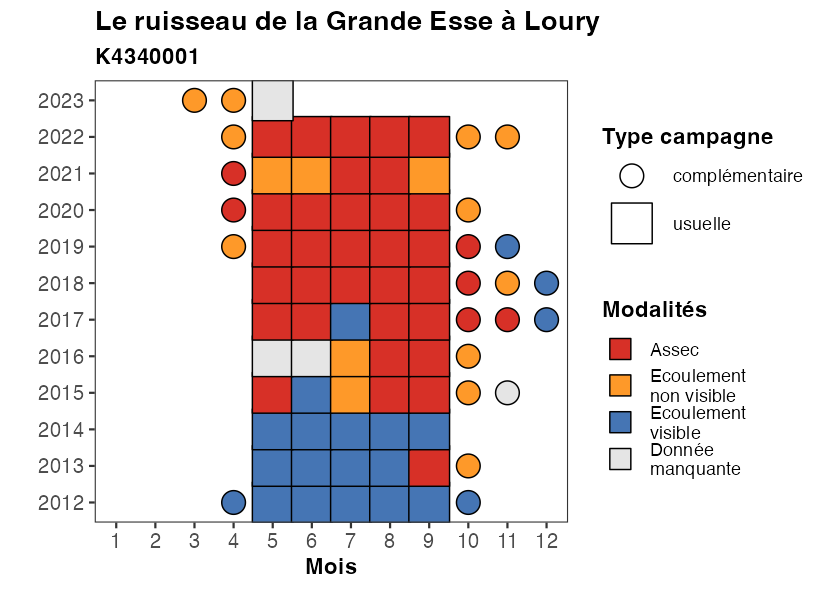 Le ruisseau de la Grande Esse à Loury
K4340001
2023
2022
2021
2020
2019
2018
2017
2016
2015
2014
2013
2012
1 2 3 4 5 6 7 8 9 10 11 12
Mois
Type campagne
complémentaire
usuelle
Modalités
Assec
Ecoulement
non visible
Ecoulement
visible
Donnée
manquante